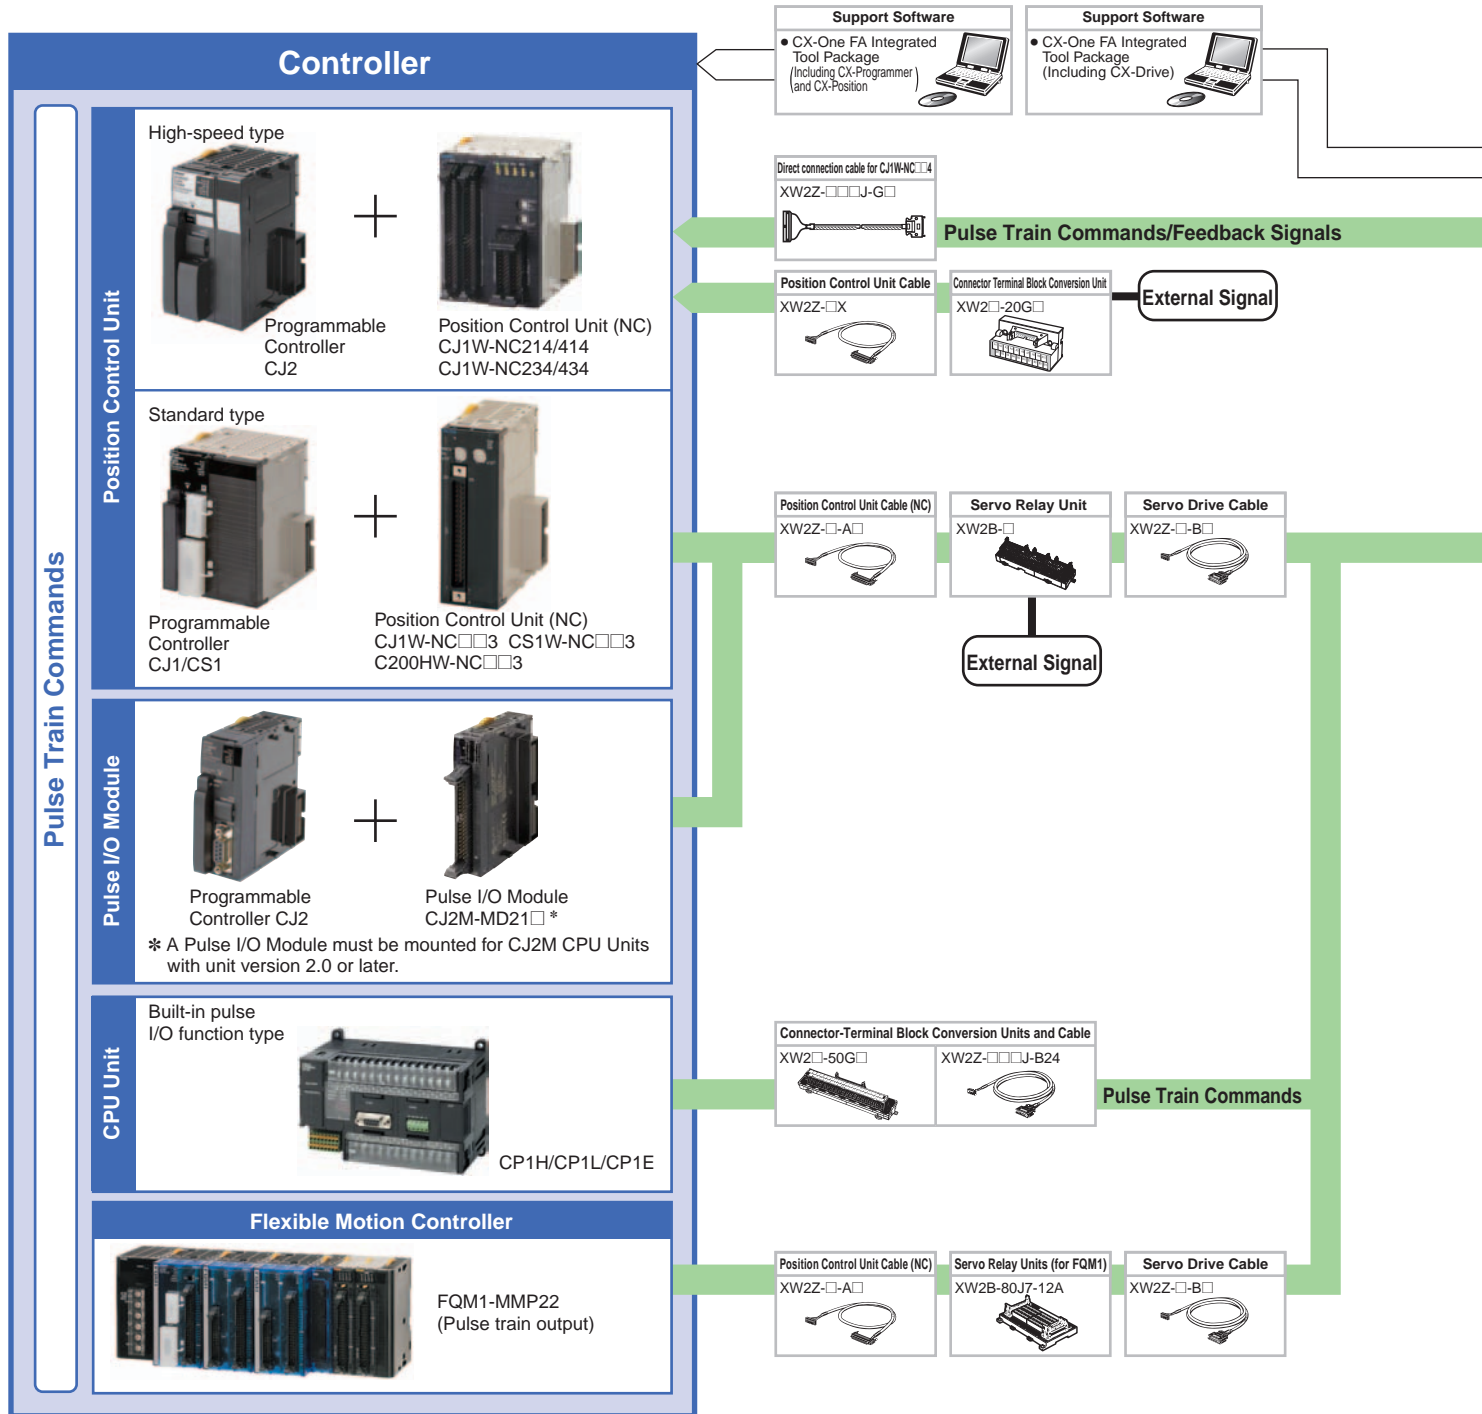 Support Software
● CX-One FA Integrated
Tool Package
(Including CX-Programmer
and CX-Position)
Support Software
● CX-One FA Integrated
Tool Package
(Including CX-Drive)
Controller
Pulse Train Commands
Position Control Unit
High-speed type
Programmable
Controller
CJ2
Position Control Unit (NC)
CJ1W-NC214/414
CJ1W-NC234/434
Direct connection cable for CJ1W-NC□□4
XW2Z-□□□J-G□
Pulse Train Commands/Feedback Signals
Position Control Unit Cable
XW2Z-□X
Connector Terminal Block Conversion Unit
XW2□-20G□
External Signal
Standard type
Programmable
Controller
CJ1/CS1
Position Control Unit (NC)
CJ1W-NC□□3 CS1W-NC□□3
C200HW-NC□□3
Position Control Unit Cable (NC)
XW2Z-□-A□
Servo Relay Unit
XW2B-□
Servo Drive Cable
XW2Z-□-B□
External Signal
Pulse I/O Module
Programmable
Controller CJ2
Pulse I/O Module
CJ2M-MD21□ *
* A Pulse I/O Module must be mounted for CJ2M CPU Units
with unit version 2.0 or later.
CPU Unit
Built-in pulse
I/O function type
CP1H/CP1L/CP1E
Connector-Terminal Block Conversion Units and Cable
XW2□-50G□
XW2Z-□□□J-B24
Pulse Train Commands
Flexible Motion Controller
FQM1-MMP22
(Pulse train output)
Position Control Unit Cable (NC)
XW2Z-□-A□
Servo Relay Units (for FQM1)
XW2B-80J7-12A
Servo Drive Cable
XW2Z-□-B□